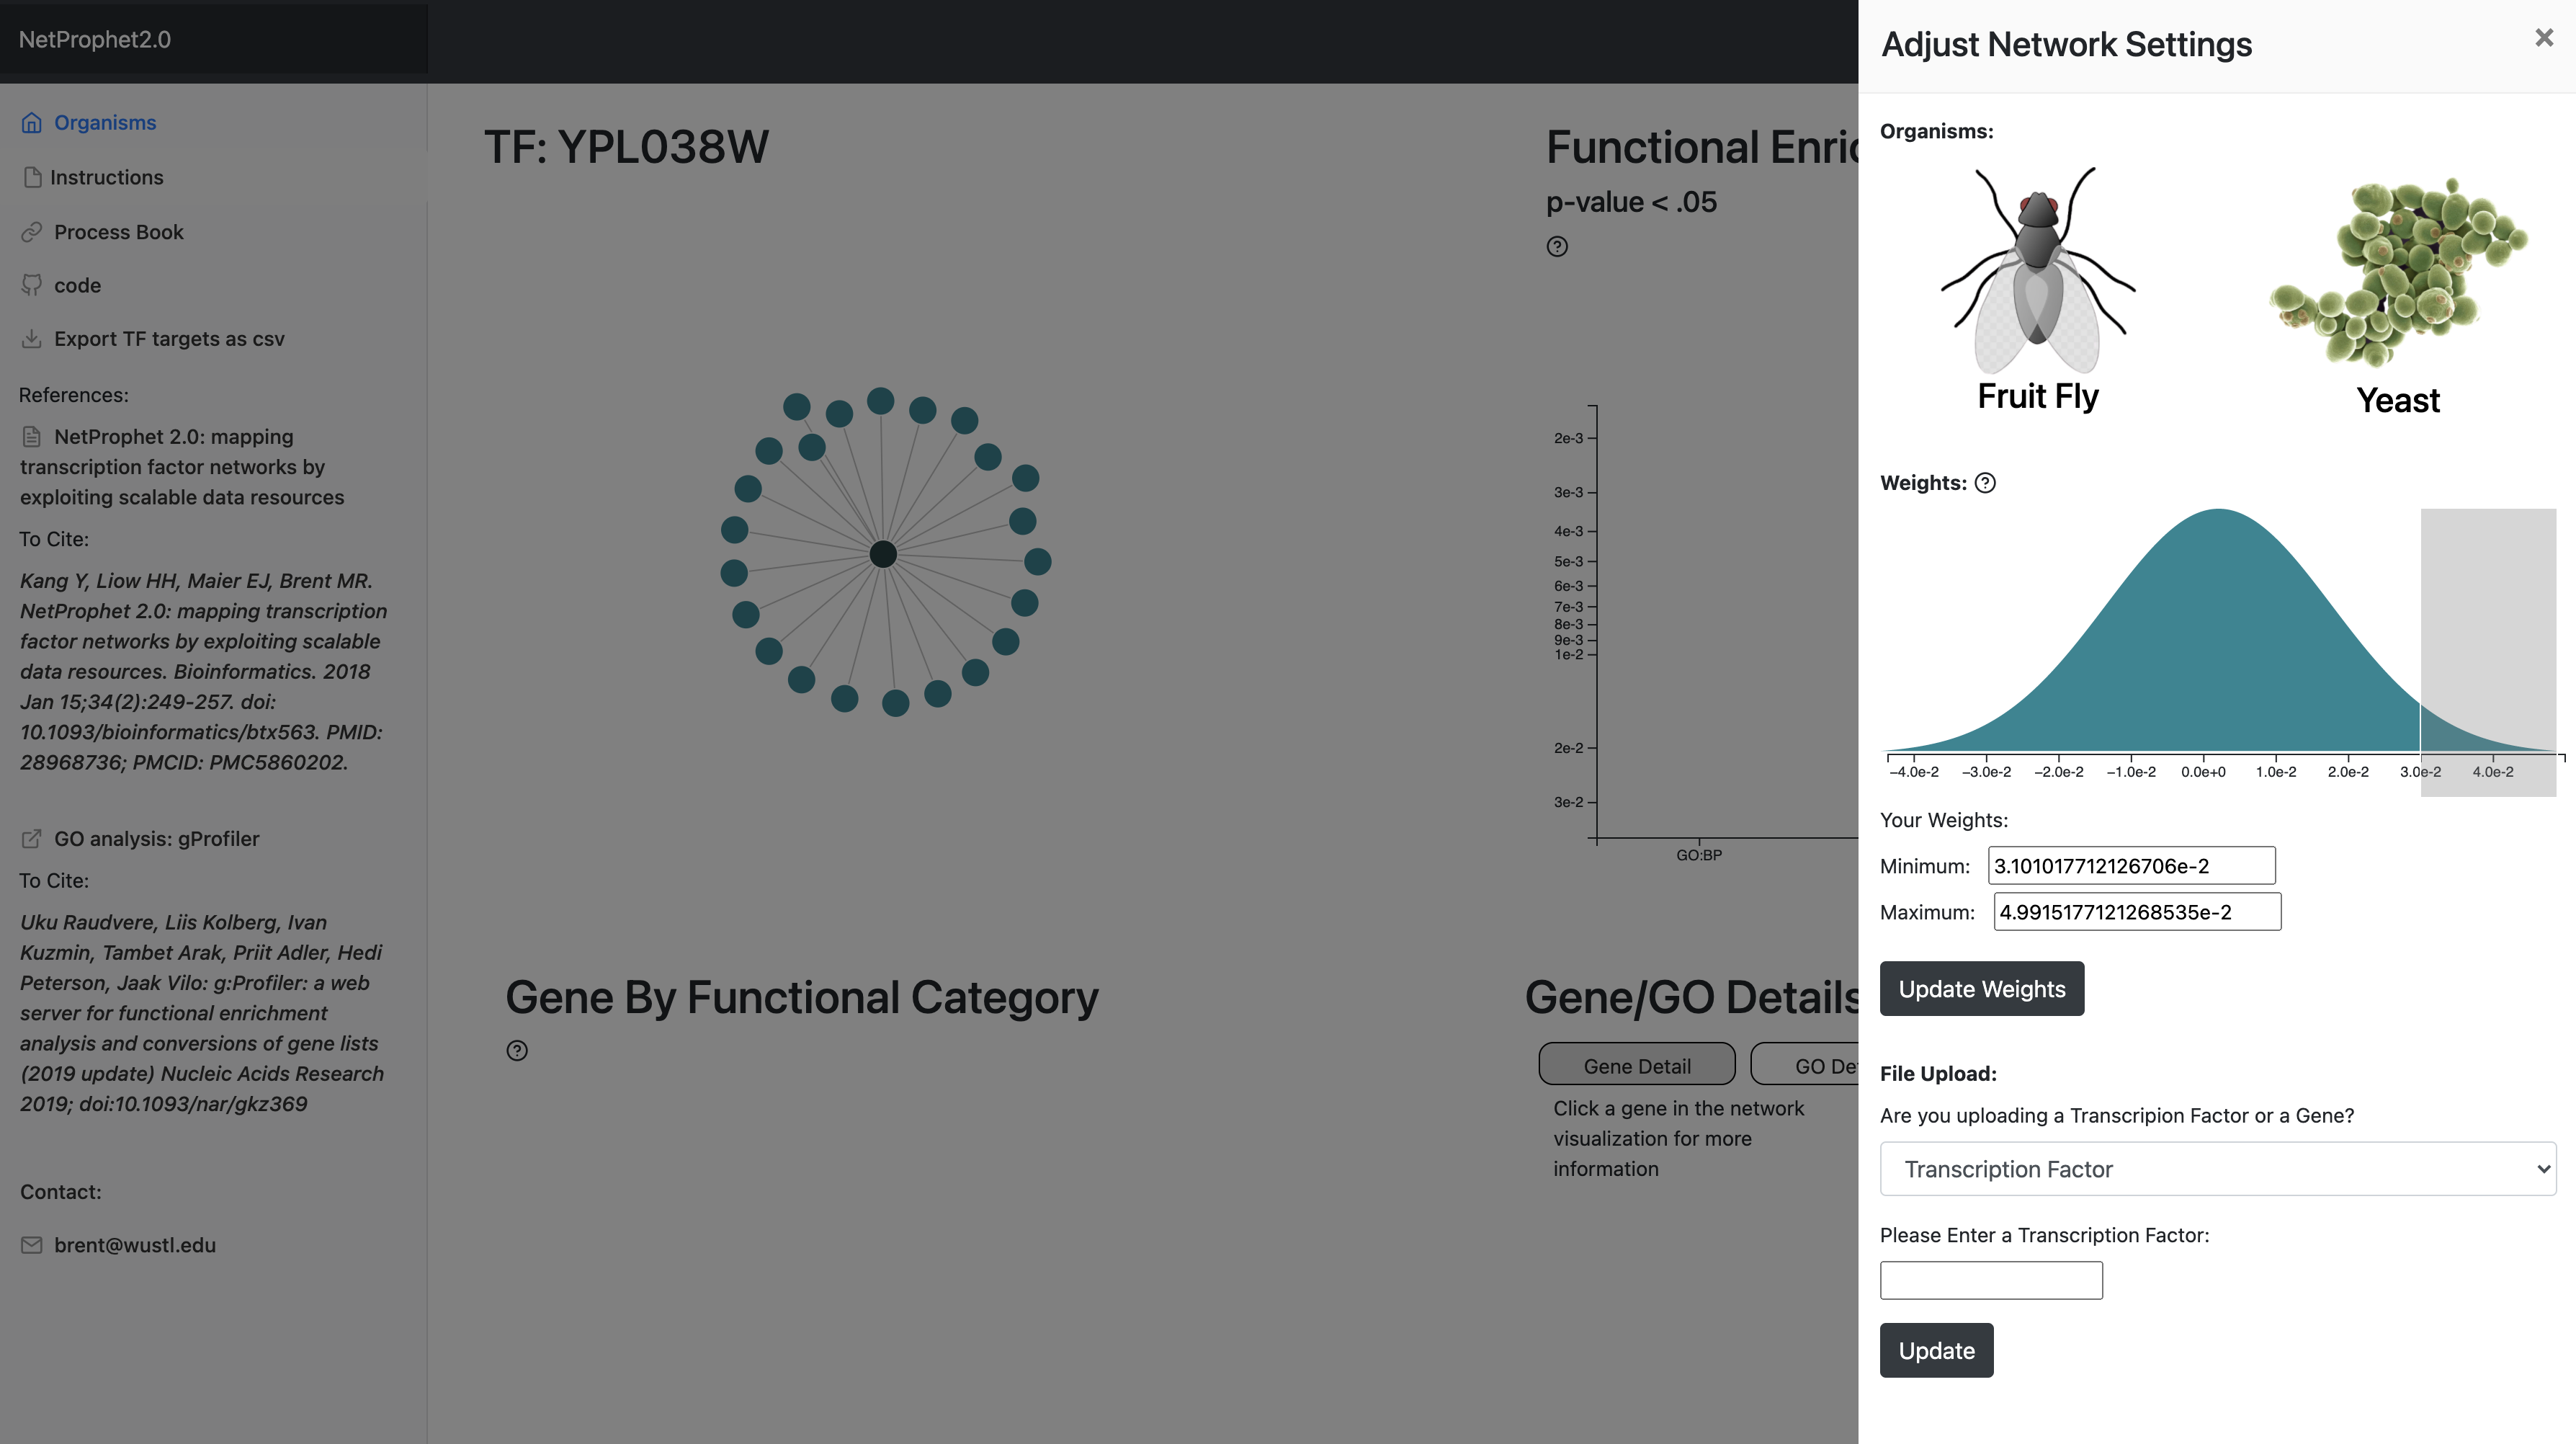 NetProphet2.0
Organisms
Instructions
Process Book
code
Export TF targets as csv
References:
NetProphet 2.0: mapping
transcription factor networks by
exploiting scalable data resources
To Cite:
Kang Y, Liow HH, Maier EJ, Brent MR.
NetProphet 2.0: mapping transcription
factor networks by exploiting scalable
data resources. Bioinformatics. 2018
Jan 15;34(2):249-257. doi:
10.1093/bioinformatics/btx563. PMID:
28968736; PMCID: PMC5860202.
GO analysis: gProfiler
To Cite:
Uku Raudvere, Liis Kolberg, Ivan
Kuzmin, Tambet Arak, Priit Adler, Hedi
Peterson, Jaak Vilo: g:Profiler: a web
server for functional enrichment
analysis and conversions of gene lists
(2019 update) Nucleic Acids Research
2019; doi:10.1093/nar/gkz369
Contact:
brent@wustl.edu
TF: YPL038W
Functional Enric
p-value < .05
2e-3
3e-3
4e-3
5e-3
6e-3
7e-3
8e-3
9e-3
1e-2
2e-2
3e-2
GO:BP
Gene By Functional Category
Gene/GO Details
Gene Detail
GO De
Click a gene in the network
visualization for more
information
Adjust Network Settings
Organisms:
Fruit Fly
Yeast
Weights:
−4.0e-2 −3.0e-2 −2.0e-2 −1.0e-2 0.0e+0 1.0e-2 2.0e-2 3.0e-2 4.0e-2
Your Weights:
Minimum: 3.101017712126706e-2
Maximum: 4.9915177121268535e-2
Update Weights
File Upload:
Are you uploading a Transcripion Factor or a Gene?
Transcription Factor
Please Enter a Transcription Factor:
Update